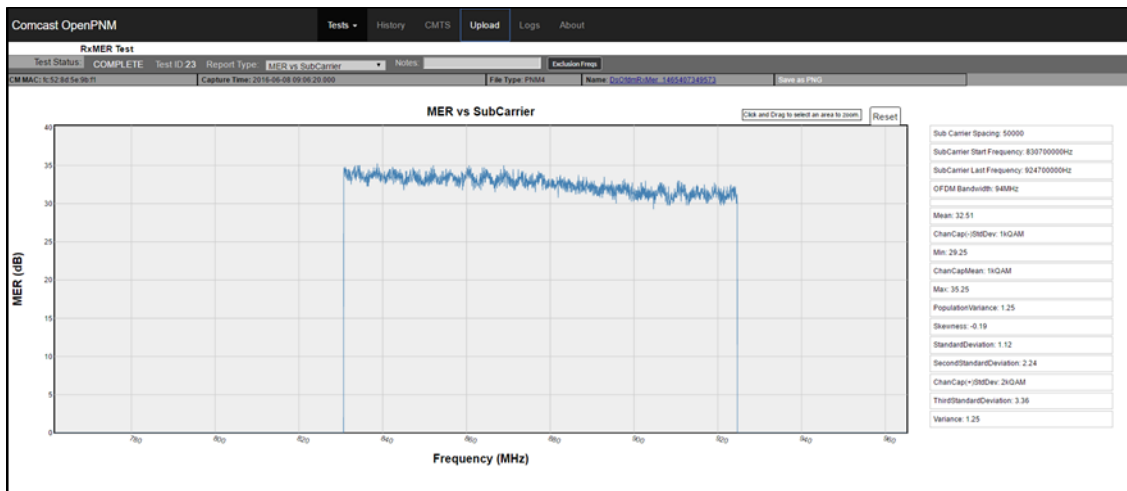 Comcast OpenPNM Tests History CMTS Upload Logs About
RxMER Test
Test Status: COMPLETE Test ID:23 Report Type: MER vs SubCarrier Notes: Exclusion Freqs
CM MAC: fc:52:8d:5e:9b:f1 Capture Time: 2016-06-08 09:06:20.000 File Type: PNM4 Name: DsOfdmRxMer_1465407349573 Save as PNG
MER vs SubCarrier
Click and Drag to select an area to zoom.
Reset
MER (dB)
40
35
30
25
20
15
10
5
0
780 800 820 840 860 880 900 920 940 960
Frequency (MHz)
Sub Carrier Spacing: 50000
SubCarrier Start Frequency: 830700000Hz
SubCarrier Last Frequency: 924700000Hz
OFDM Bandwidth: 94MHz
Mean: 32.51
ChanCap(-)StdDev: 1kQAM
Min: 29.25
ChanCapMean: 1kQAM
Max: 35.25
PopulationVariance: 1.25
Skewness: -0.19
StandardDeviation: 1.12
SecondStandardDeviation: 2.24
ChanCap(+)StdDev: 2kQAM
ThirdStandardDeviation: 3.36
Variance: 1.25